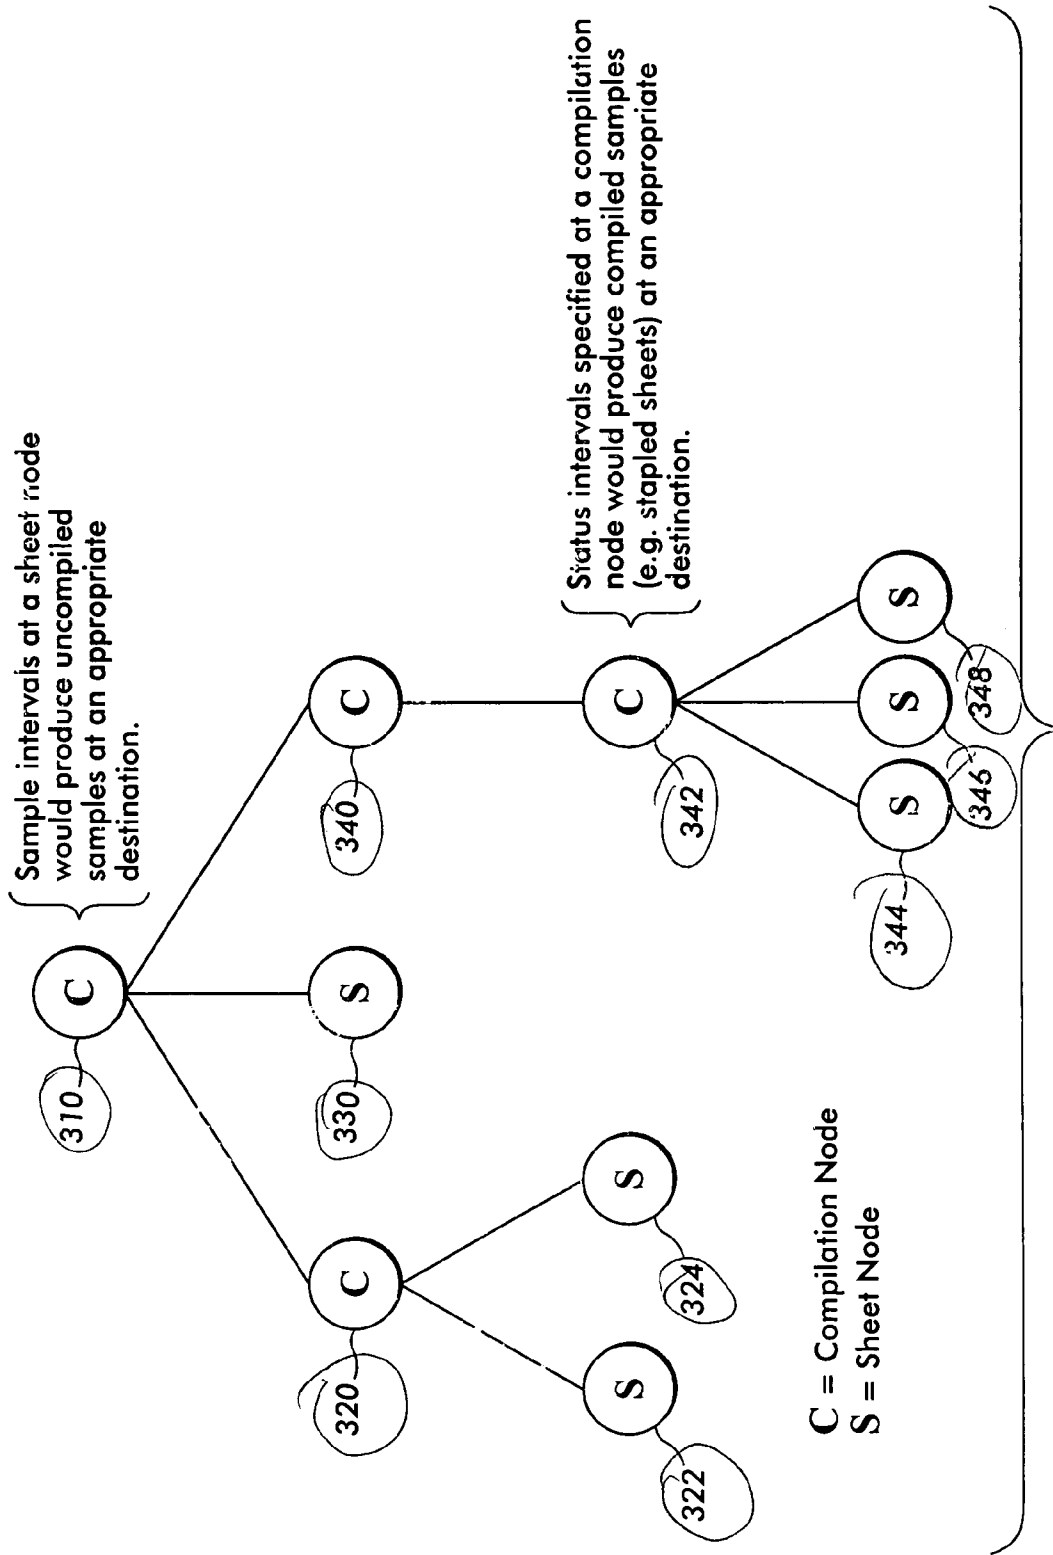 Sample intervals at a sheet node
would produce uncompiled
samples at an appropriate
destination.
310
C
320
C
330
S
340
C
Status intervals specified at a compilation
node would produce compiled samples
(e.g. stapled sheets) at an appropriate
destination.
322
S
324
S
342
C
344
S
346
S
348
S
C = Compilation Node
S = Sheet Node